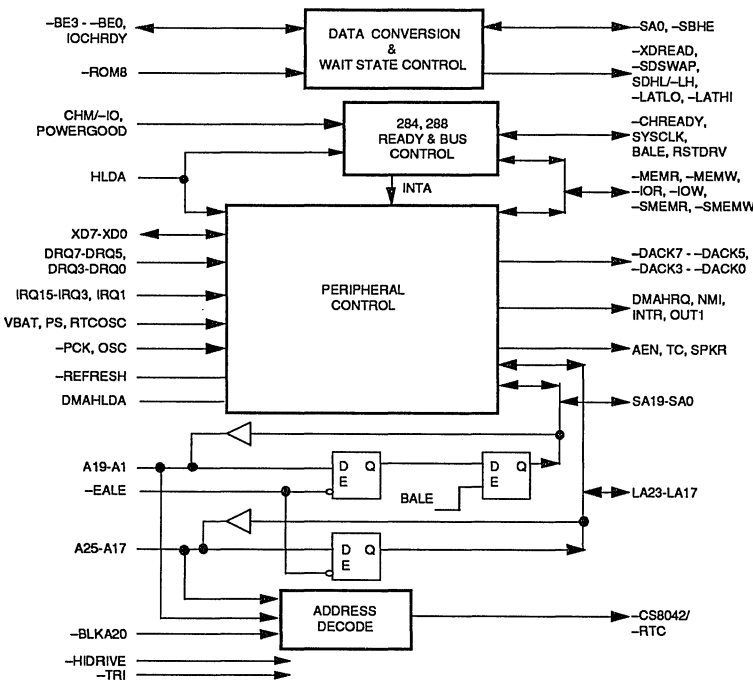 –BE3 - –BE0,
IOCHRDY
–ROM8
DATA CONVERSION
&
WAIT STATE CONTROL
–SA0, –SBHE
–XDREAD,
–SDSWAP,
SDHL/–LH,
–LATLO, –LATHI
CHM/–IO,
POWERGOOD
HLDA
284, 288
READY & BUS
CONTROL
INTA
–CHREADY,
SYSCLK,
BALE, RSTDRV
–MEMR, –MEMW,
–IOR, –IOW,
–SMEMR, –SMEMW
XD7-XD0
DRQ7-DRQ5,
DRQ3-DRQ0
IRQ15-IRQ3, IRQ1
VBAT, PS, RTCOSC
–PCK, OSC
–REFRESH
DMAHLDA
PERIPHERAL
CONTROL
–DACK7 - –DACK5,
–DACK3 - –DACK0
DMAHRQ, NMI,
INTR, OUT1
AEN, TC, SPKR
SA19-SA0
A19-A1
–EALE
D Q
E
BALE
D Q
E
LA23-LA17
A25-A17
D Q
E
ADDRESS
DECODE
–CS8042/
–RTC
–BLKA20
–HIDRIVE
–TRI